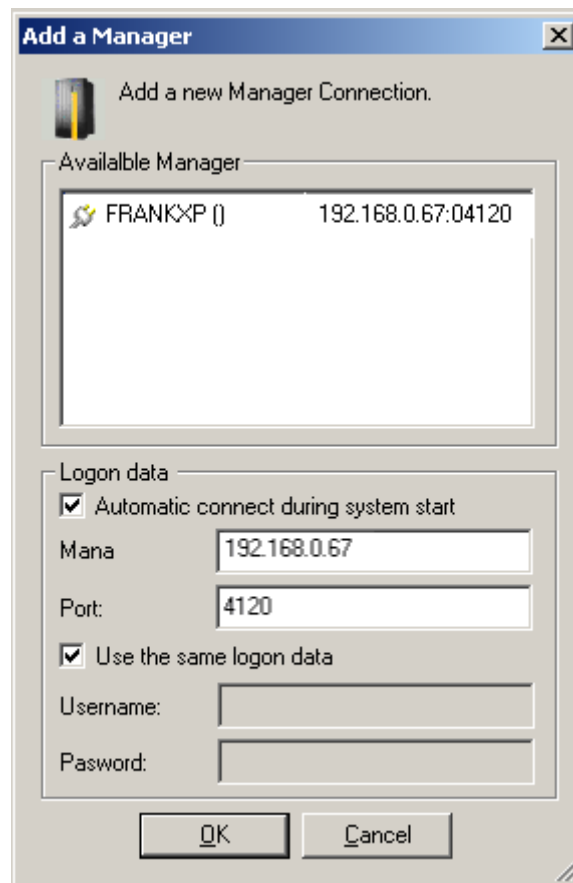 Add a Manager
Add a new Manager Connection.
Availalble Manager
FRANKXP () 192.168.0.67:04120
Logon data
Automatic connect during system start
Mana 192.168.0.67
Port: 4120
Use the same logon data
Username:
Pasword:
OK Cancel